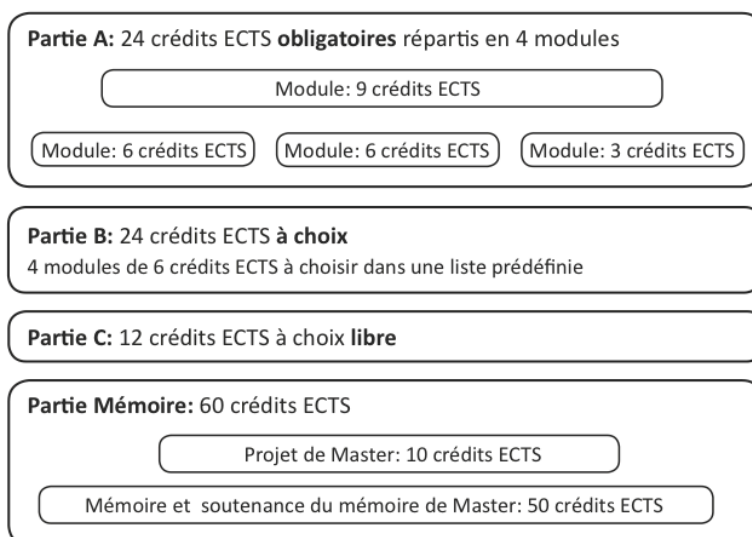 Partie A: 24 crédits ECTS obligatoires répartis en 4 modules
Module: 9 crédits ECTS
Module: 6 crédits ECTS
Module: 6 crédits ECTS
Module: 3 crédits ECTS
Partie B: 24 crédits ECTS à choix
4 modules de 6 crédits ECTS à choisir dans une liste prédéfinie
Partie C: 12 crédits ECTS à choix libre
Partie Mémoire: 60 crédits ECTS
Projet de Master: 10 crédits ECTS
Mémoire et soutenance du mémoire de Master: 50 crédits ECTS